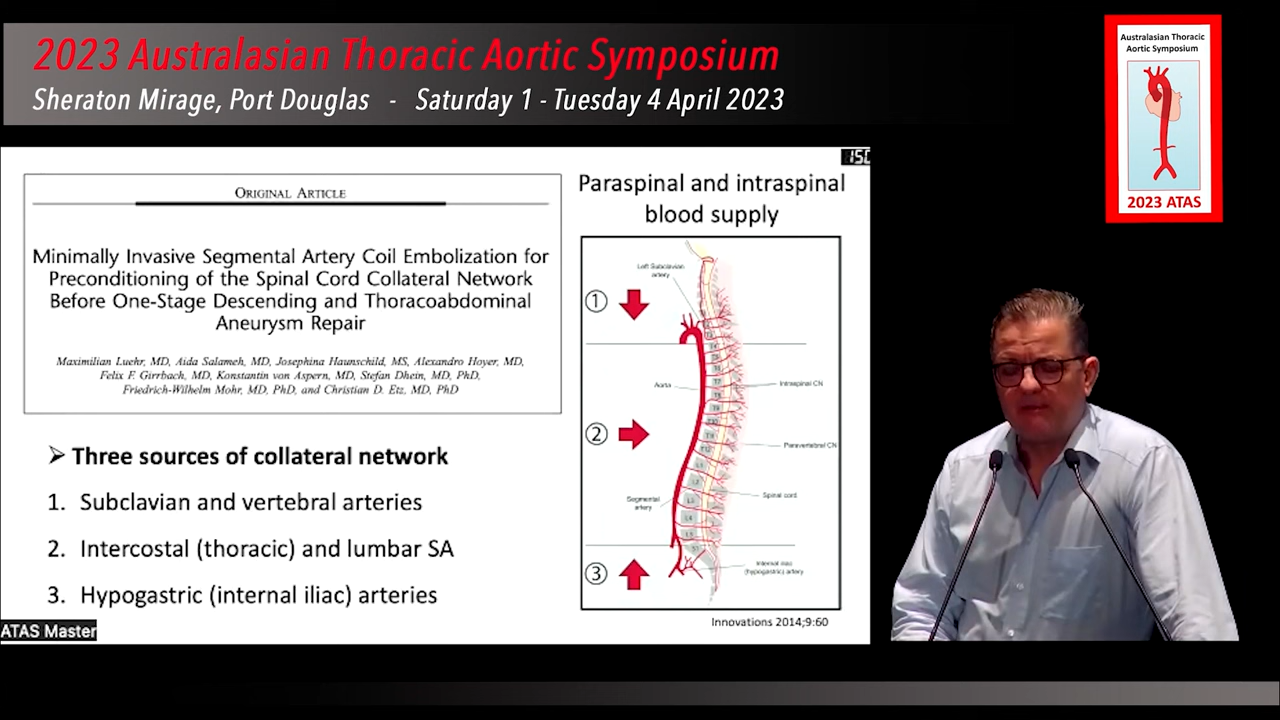 2023 Australasian Thoracic Aortic Symposium
Sheraton Mirage, Port Douglas - Saturday 1 - Tuesday 4 April 2023
Australasian Thoracic
Aortic Symposium
2023 ATAS
ORIGINAL ARTICLE
Minimally Invasive Segmental Artery Coil Embolization for
Preconditioning of the Spinal Cord Collateral Network
Before One-Stage Descending and Thoracoabdominal
Aneurysm Repair
Maximilian Luehr, MD, Aida Salameh, MD, Josephina Haunschild, MS, Alexandro Hoyer, MD,
Felix F. Girrbach, MD, Konstantin von Aspern, MD, Stefan Dhein, MD, PhD,
Friedrich-Wilhelm Mohr, MD, PhD, and Christian D. Etz, MD, PhD
➢ Three sources of collateral network
1. Subclavian and vertebral arteries
2. Intercostal (thoracic) and lumbar SA
3. Hypogastric (internal iliac) arteries
ATAS Master
Paraspinal and intraspinal
blood supply
Left Subclavian
artery
①
Aorta
Intraspinal CN
②
Paravertebral CN
Segmental
artery
Spinal cord
③
Internal iliac
(hypogastric) artery
Innovations 2014;9:60